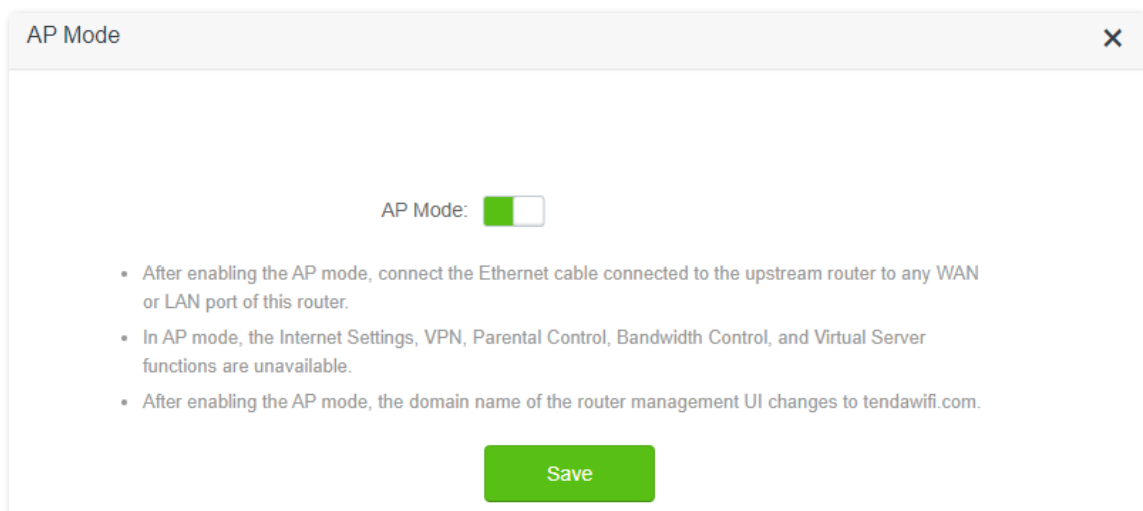 AP Mode
AP Mode:
• After enabling the AP mode, connect the Ethernet cable connected to the upstream router to any WAN
or LAN port of this router.
• In AP mode, the Internet Settings, VPN, Parental Control, Bandwidth Control, and Virtual Server
functions are unavailable.
• After enabling the AP mode, the domain name of the router management UI changes to tendawifi.com.
Save